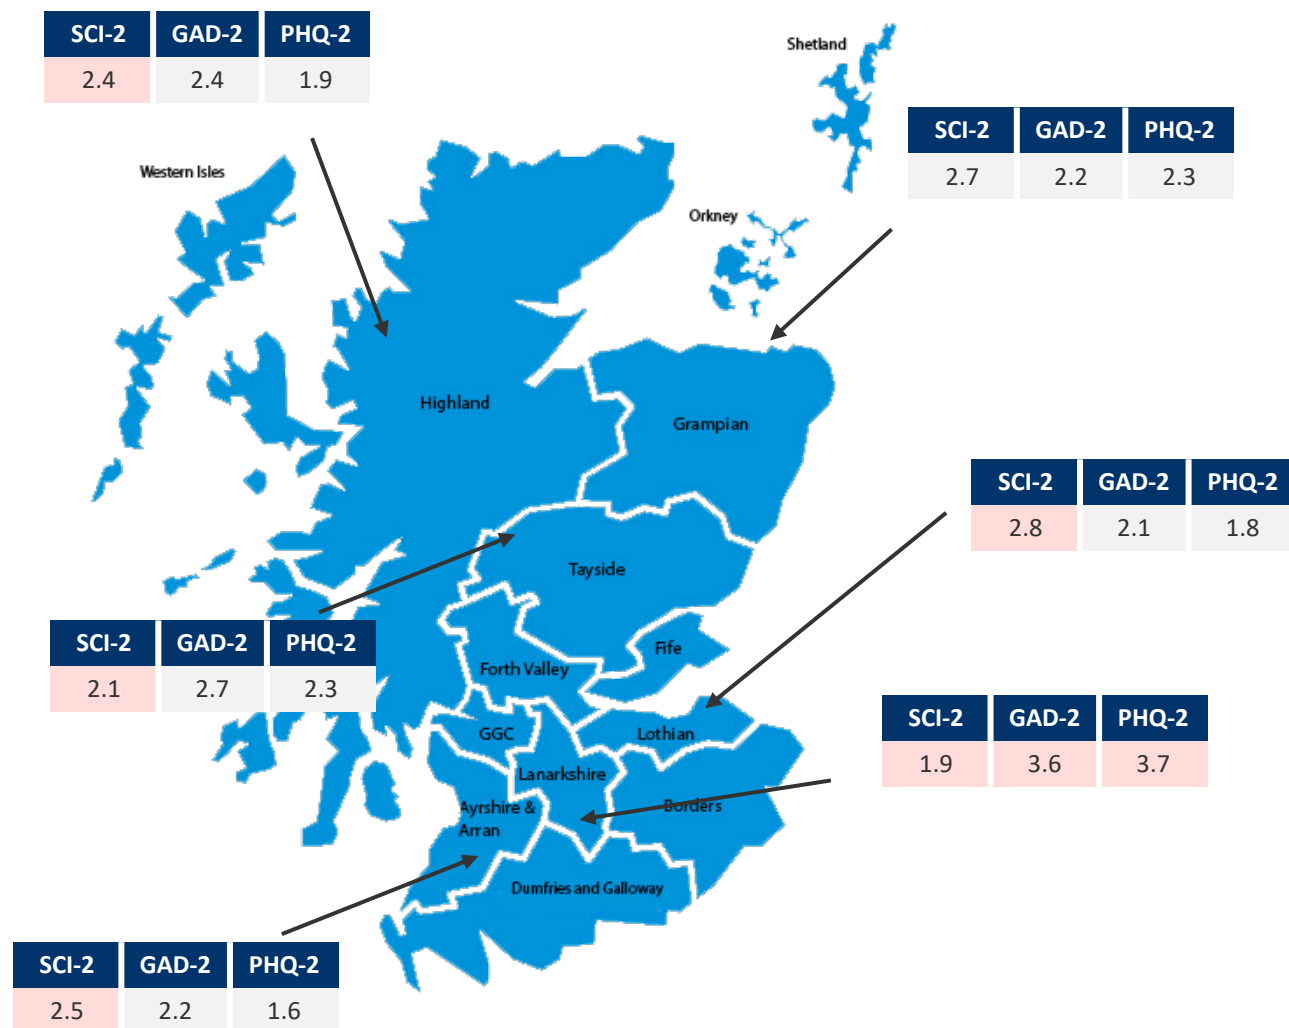 SCI-2 GAD-2 PHQ-2
2.4 2.4 1.9
Shetland
SCI-2 GAD-2 PHQ-2
2.7 2.2 2.3
Western Isles
Orkney
Highland
Grampian
SCI-2 GAD-2 PHQ-2
2.8 2.1 1.8
Tayside
SCI-2 GAD-2 PHQ-2
2.1 2.7 2.3
Fife
Forth Valley
SCI-2 GAD-2 PHQ-2
1.9 3.6 3.7
GGC
Lothian
Lanarkshire
Ayrshire &
Arran
Borders
Dumfries and Galloway
SCI-2 GAD-2 PHQ-2
2.5 2.2 1.6